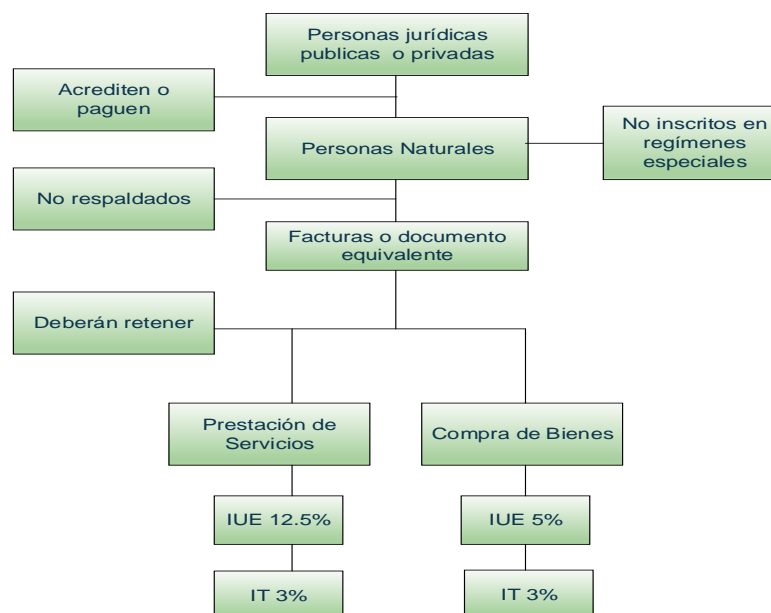 Personas jurídicas
publicas o privadas
Acrediten o
paguen
Personas Naturales
No inscritos en
regímenes
especiales
No respaldados
Facturas o documento
equivalente
Deberán retener
Prestación de
Servicios
Compra de Bienes
IUE 12.5%
IUE 5%
IT 3%
IT 3%